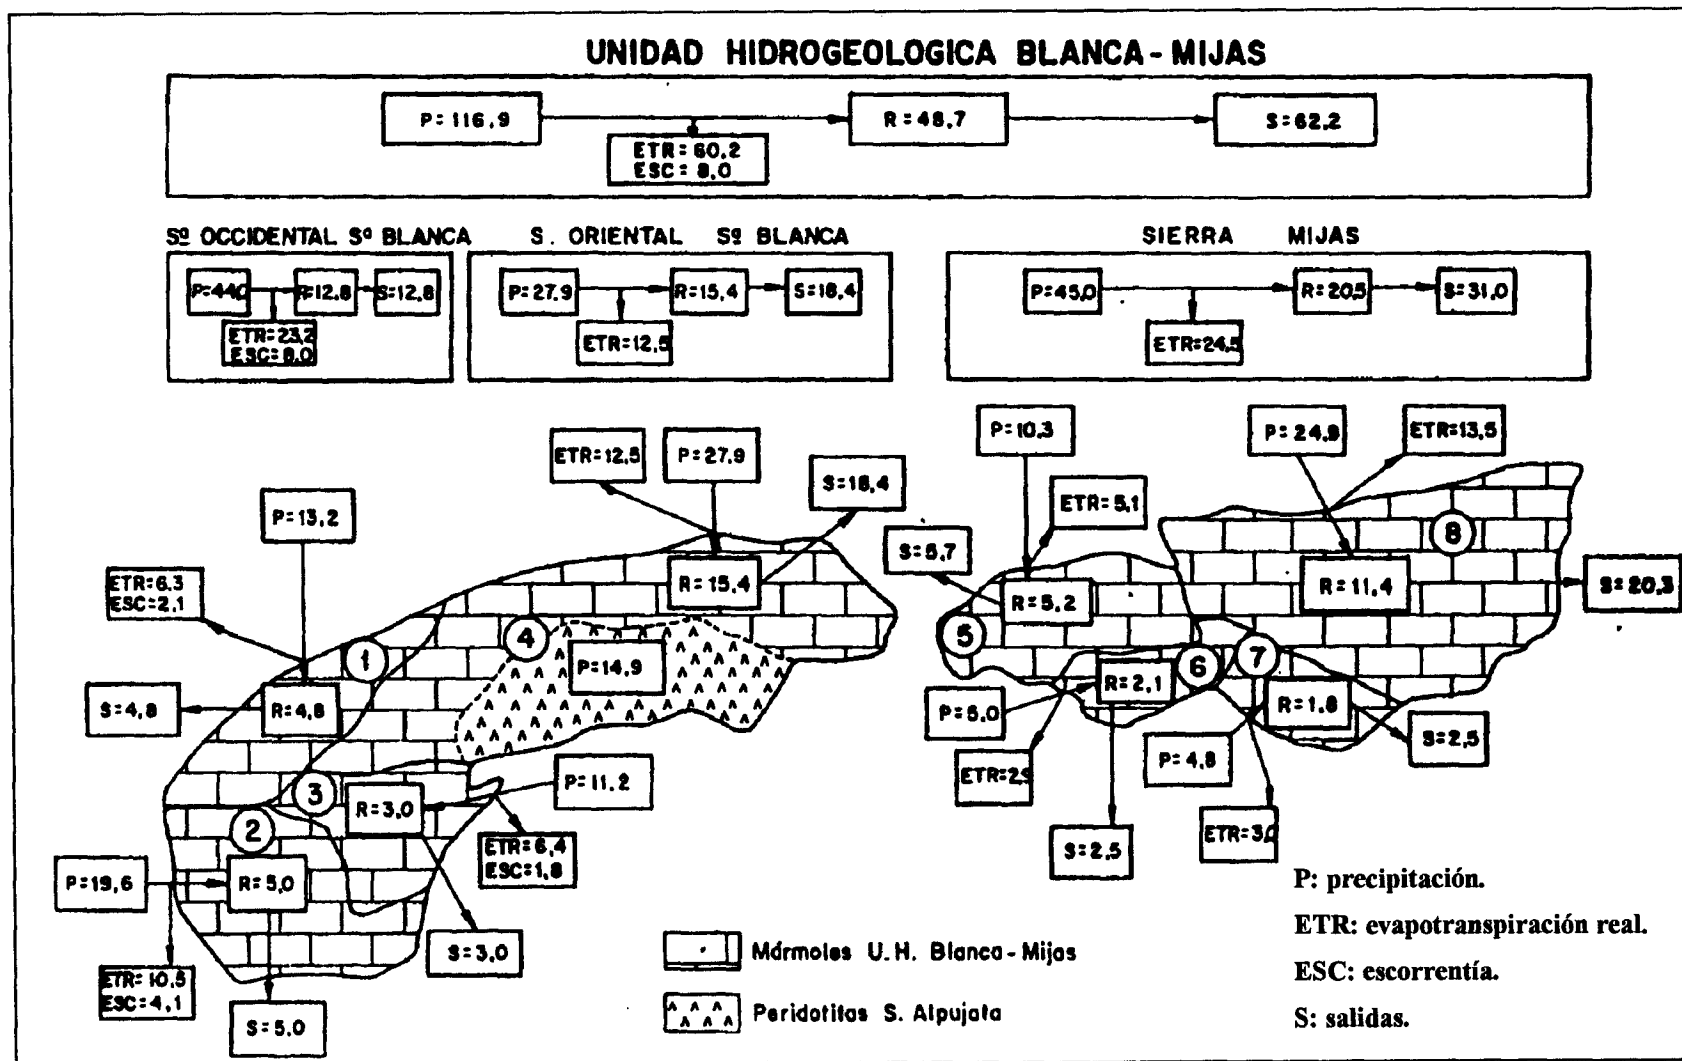 UNIDAD HIDROGEOLOGICA BLANCA-MIJAS
P=116,9
R=48,7
S=62,2
ETR=60,2
ESC=8,0
Sº OCCIDENTAL Sª BLANCA
S. ORIENTAL Sº BLANCA
SIERRA MIJAS
P=44,0
R=12,8
S=12,8
ETR=23,2
ESC=8,0
P=27,9
R=15,4
S=18,4
ETR=12,5
P=45,0
R=20,5
S=31,0
ETR=24,5
P=10,3
P=24,9
ETR=13,5
ETR=12,5
P=27,9
S=18,4
ETR=5,1
P=13,2
S=5,7
8
R=15,4
R=5,2
R=11,4
S=20,3
ETR=6,3
ESC=2,1
4
5
1
P=14,9
6
7
R=2,1
S=4,8
R=4,8
P=5,0
R=1,8
S=2,5
P=4,8
3
P=11,2
ETR=2,9
R=3,0
2
ETR=3,0
ETR=6,4
ESC=1,8
S=2,5
P=19,6
R=5,0
P: precipitación.
ETR: evapotranspiración real.
S=3,0
Mármoles U.H. Blanca-Mijas
ETR=10,5
ESC=4,1
ESC: escorrentía.
S=5,0
Peridotitas S. Alpujata
S: salidas.